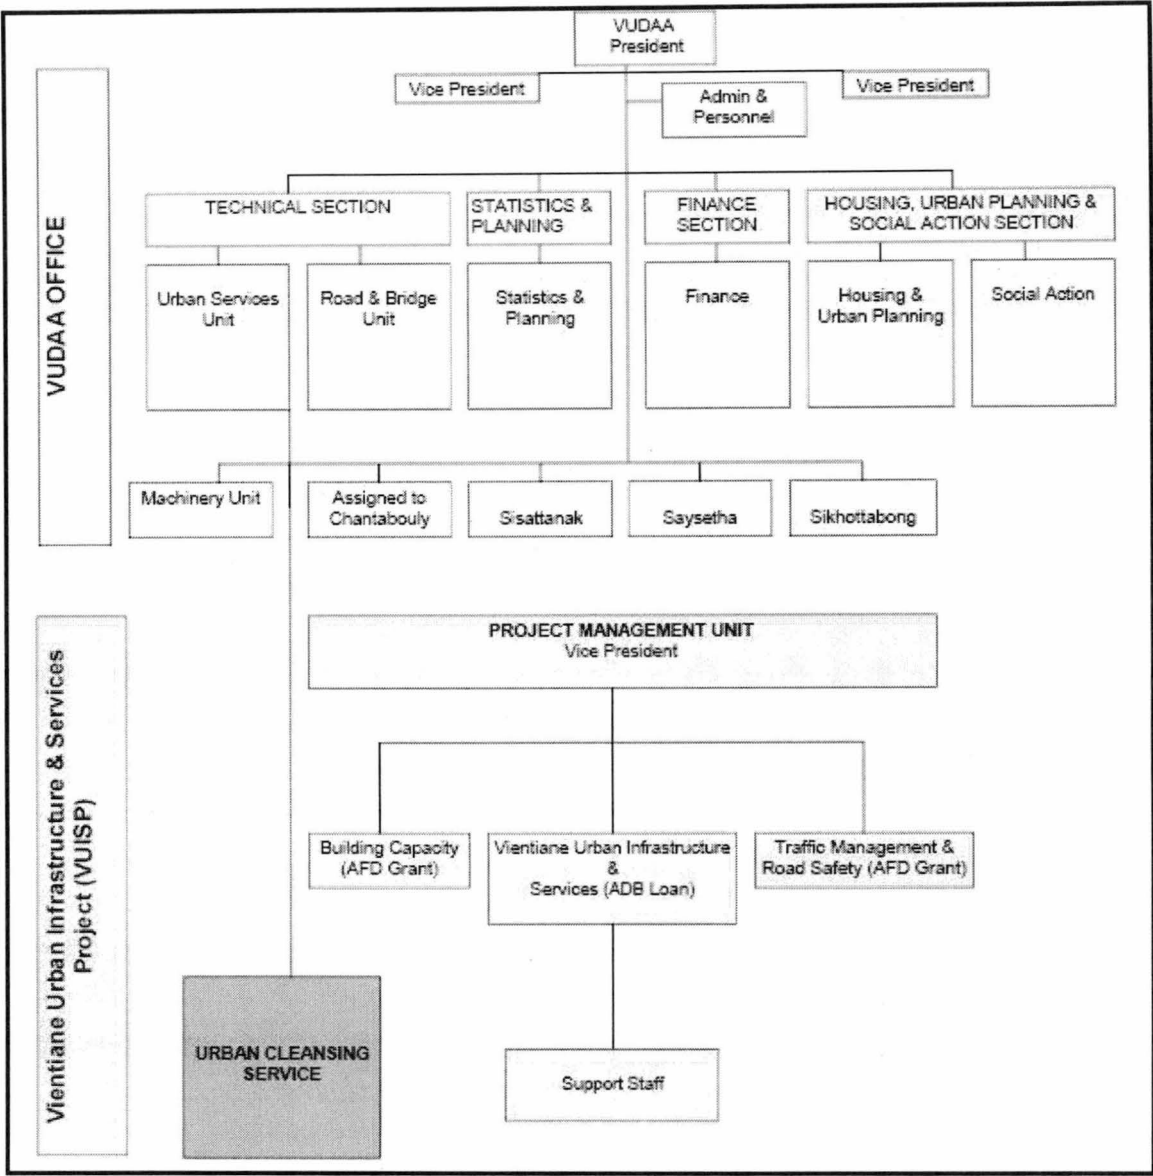 VUDAA
President
Vice President
Vice President
Admin &
Personnel
VUDAA OFFICE
TECHNICAL SECTION
STATISTICS &
PLANNING
FINANCE
SECTION
HOUSING, URBAN PLANNING &
SOCIAL ACTION SECTION
Urban Services
Unit
Road & Bridge
Unit
Statistics &
Planning
Finance
Housing &
Urban Planning
Social Action
Machinery Unit
Assigned to
Chantabouly
Sisattanak
Saysetha
Sikhottabong
Vientiane Urban Infrastructure & Services
Project (VUISP)
PROJECT MANAGEMENT UNIT
Vice President
Building Capacity
(AFD Grant)
Vientiane Urban Infrastructure
&
Services (ADB Loan)
Traffic Management &
Road Safety (AFD Grant)
URBAN CLEANSING
SERVICE
Support Staff